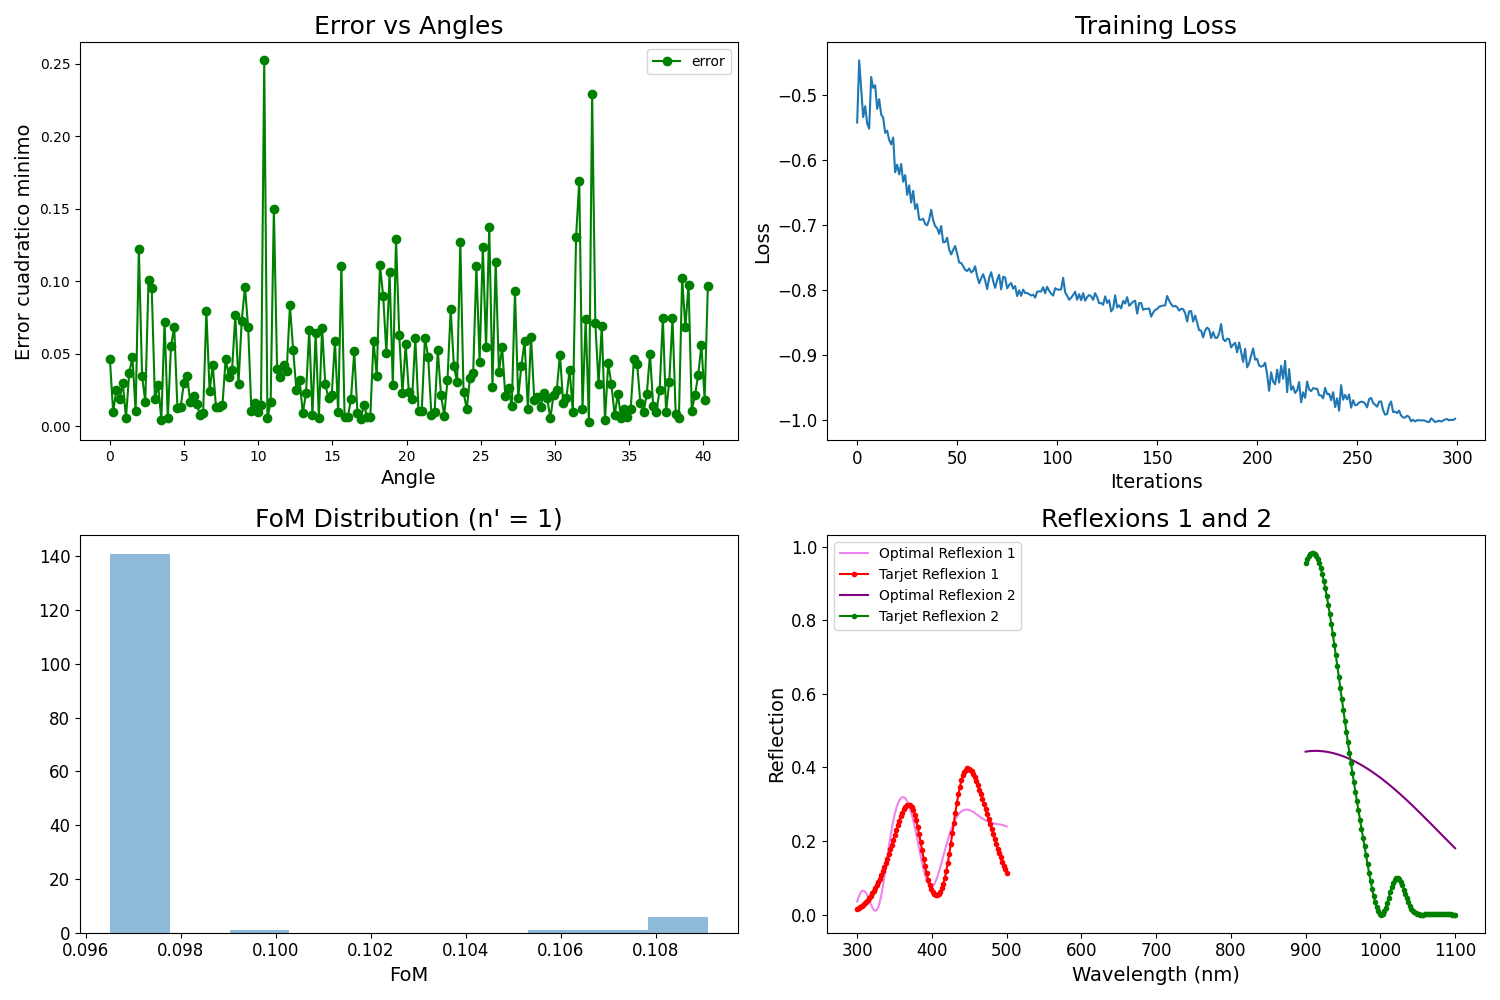 Error vs Angles
error
0.25
0.20
0.15
0.10
0.05
0.00
Error cuadratico minimo
0 5 10 15 20 25 30 35 40
Angle
Training Loss
−0.5
−0.6
−0.7
−0.8
−0.9
−1.0
Loss
0 50 100 150 200 250 300
Iterations
FoM Distribution (n' = 1)
140
120
100
80
60
40
20
0
0.096 0.098 0.100 0.102 0.104 0.106 0.108
FoM
Reflexions 1 and 2
Optimal Reflexion 1
Tarjet Reflexion 1
Optimal Reflexion 2
Tarjet Reflexion 2
1.0
0.8
0.6
0.4
0.2
0.0
Reflection
300 400 500 600 700 800 900 1000 1100
Wavelength (nm)